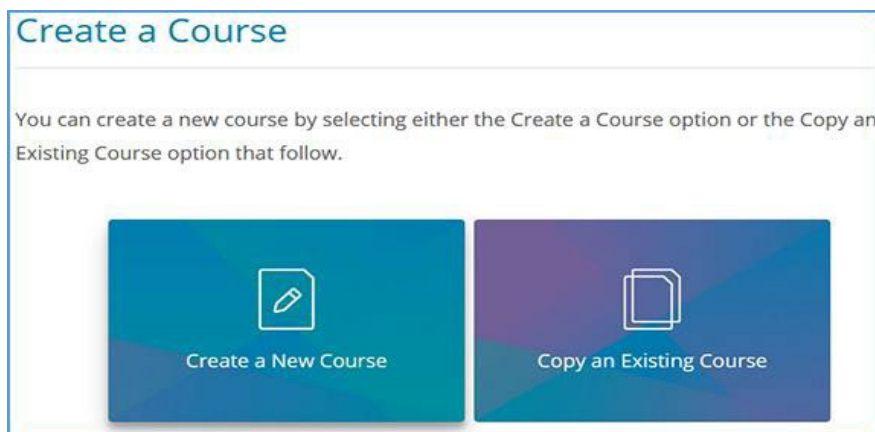 Create a Course
You can create a new course by selecting either the Create a Course option or the Copy an
Existing Course option that follow.
Create a New Course
Copy an Existing Course